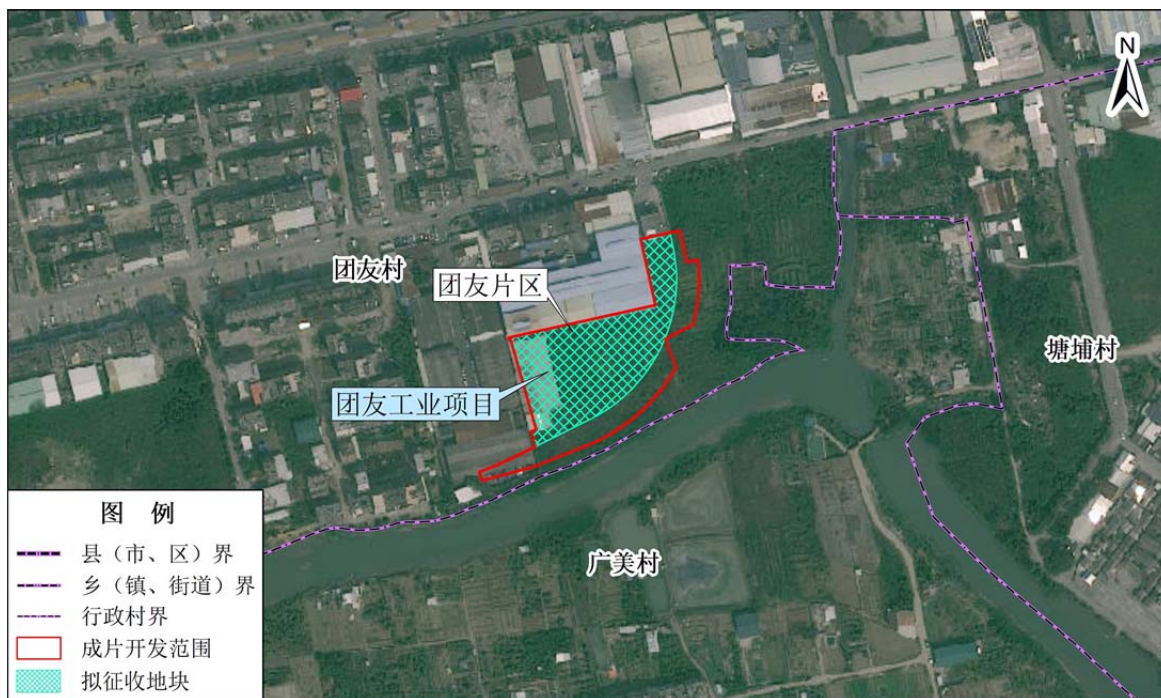 N
团友村
团友片区
塘埔村
团友工业项目
广美村
图 例
县（市、区）界
乡（镇、街道）界
行政村界
成片开发范围
拟征收地块